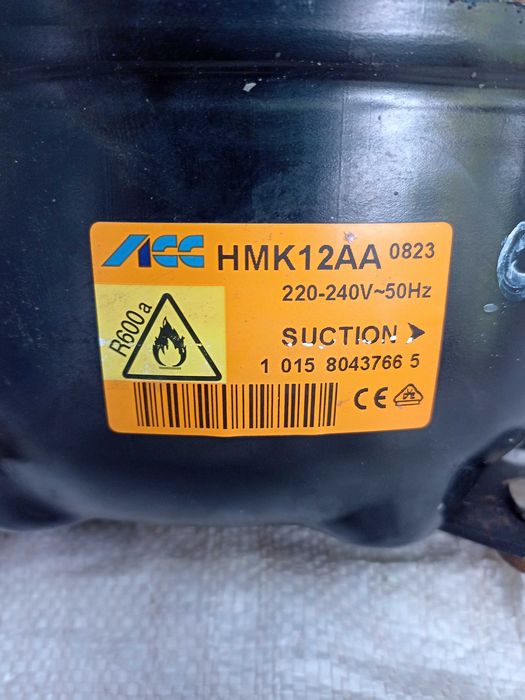 ACC HMK12AA 0823
220-240V~50Hz
R600a
SUCTION
1 015 8043766 5
CE